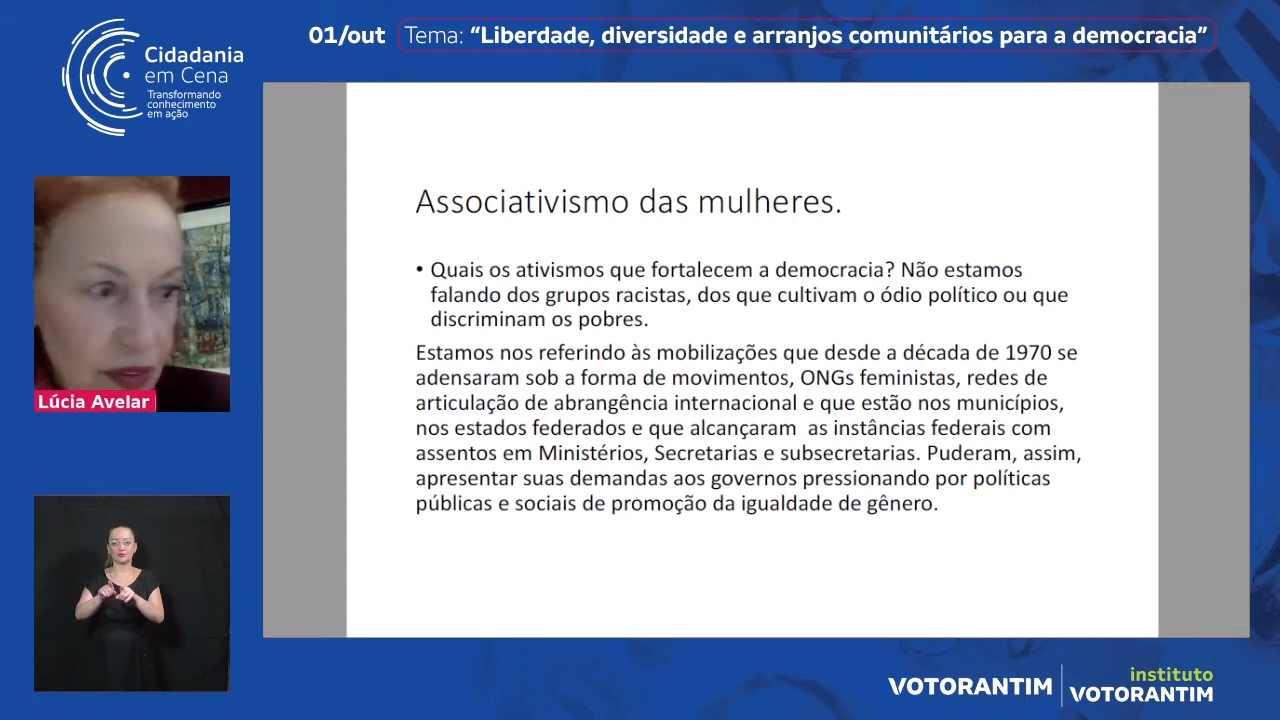 Cidadania
em Cena
Transformando
conhecimento
em ação
01/out Tema: “Liberdade, diversidade e arranjos comunitários para a democracia”
Lúcia Avelar
Associativismo das mulheres.
• Quais os ativismos que fortalecem a democracia? Não estamos
falando dos grupos racistas, dos que cultivam o ódio político ou que
discriminam os pobres.
Estamos nos referindo às mobilizações que desde a década de 1970 se
adensaram sob a forma de movimentos, ONGs feministas, redes de
articulação de abrangência internacional e que estão nos municípios,
nos estados federados e que alcançaram as instâncias federais com
assentos em Ministérios, Secretarias e subsecretarias. Puderam, assim,
apresentar suas demandas aos governos pressionando por políticas
públicas e sociais de promoção da igualdade de gênero.
VOTORANTIM
instituto
VOTORANTIM